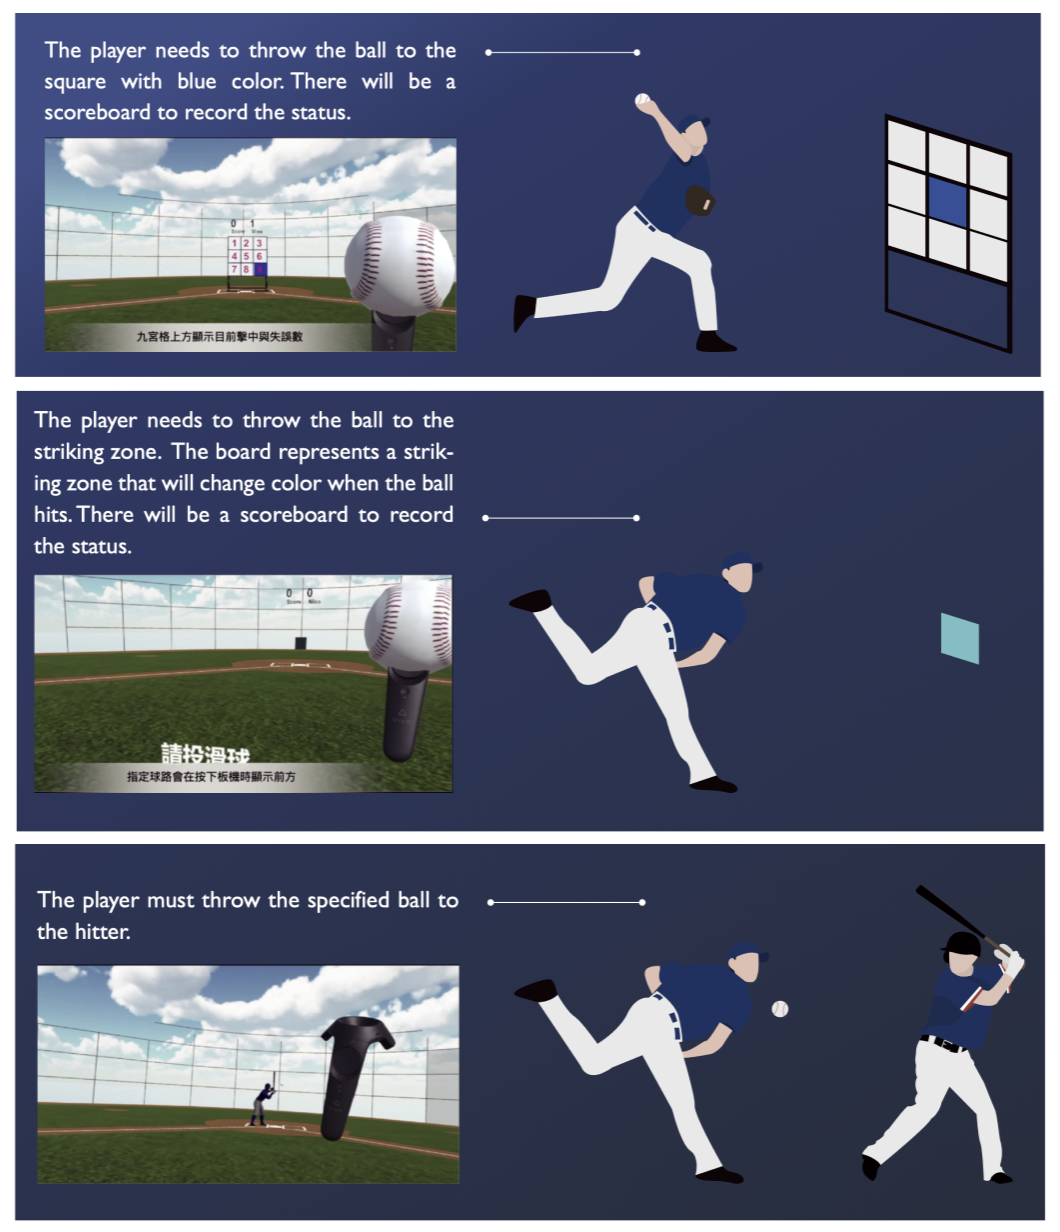 The player needs to throw the ball to the
square with blue color. There will be a
scoreboard to record the status.
0 1
Score Miss
1 2 3
4 5 6
7 8
九宮格上方顯示目前擊中與失誤數
The player needs to throw the ball to the
striking zone. The board represents a strik-
ing zone that will change color when the ball
hits. There will be a scoreboard to record
the status.
0 0
Score Miss
請投滑球
指定球路會在按下板機時顯示前方
The player must throw the specified ball to
the hitter.